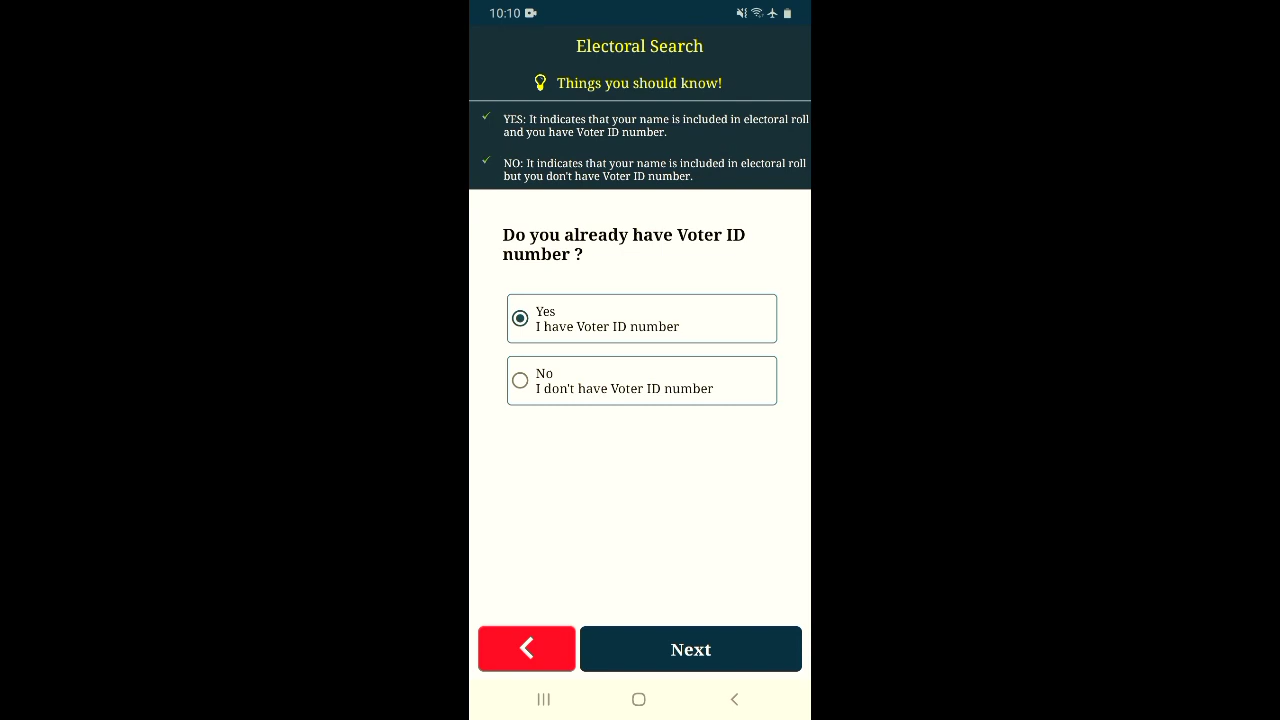 10:10
Electoral Search
Things you should know!
YES: It indicates that your name is included in electoral roll
and you have Voter ID number.
NO: It indicates that your name is included in electoral roll
but you don't have Voter ID number.
Do you already have Voter ID
number ?
Yes
I have Voter ID number
No
I don't have Voter ID number
Next